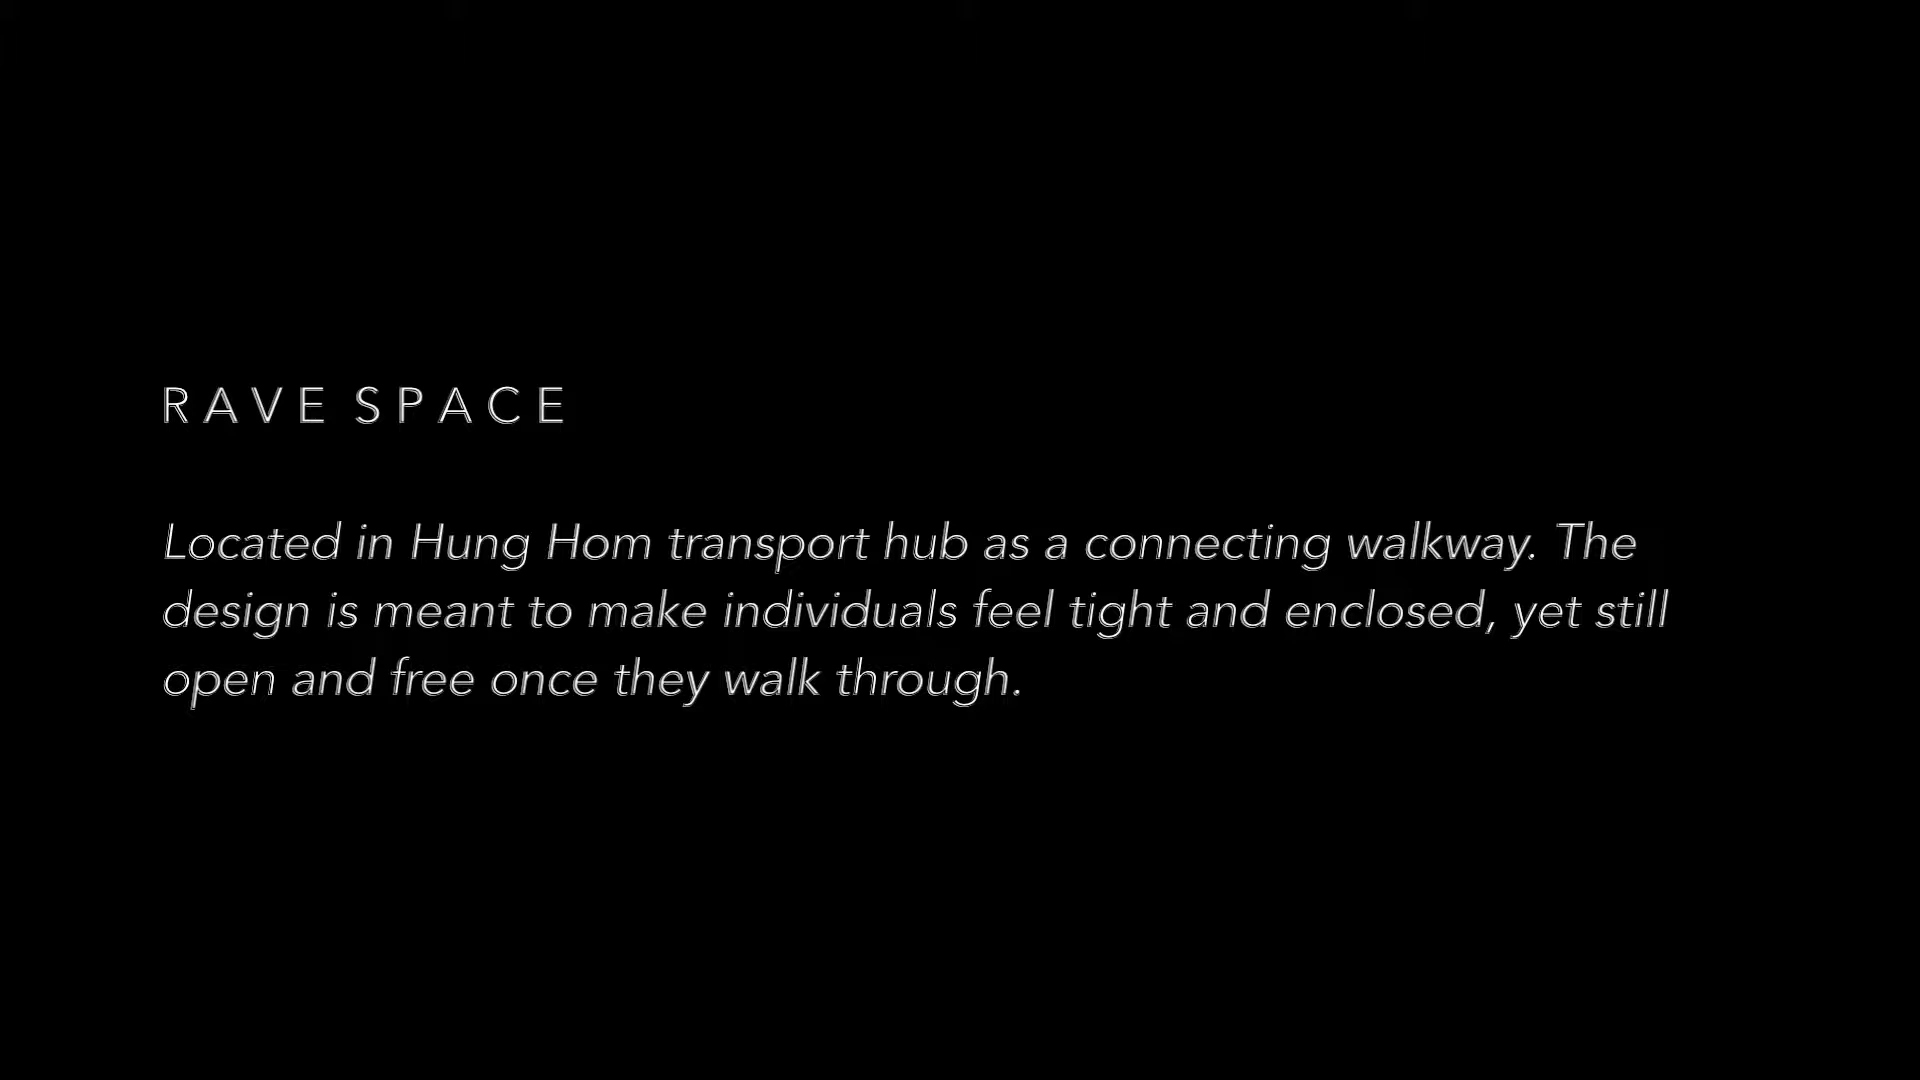 RAVE SPACE
Located in Hung Hom transport hub as a connecting walkway. The
design is meant to make individuals feel tight and enclosed, yet still
open and free once they walk through.